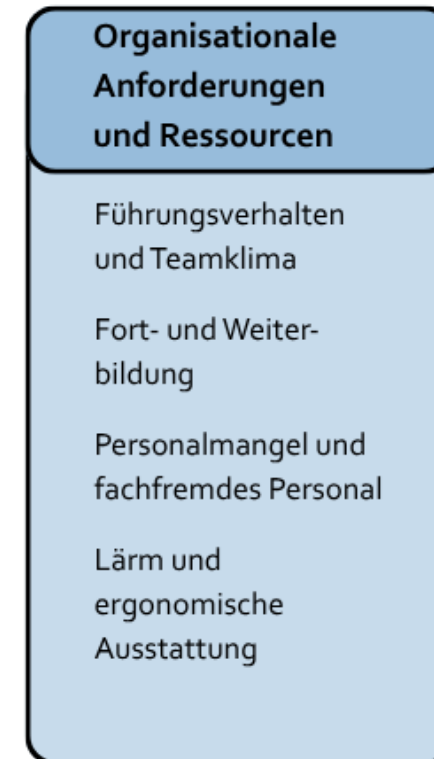 Organisationale
Anforderungen
und Ressourcen
Führungsverhalten
und Teamklima
Fort- und Weiter-
bildung
Personalmangel und
fachfremdes Personal
Lärm und
ergonomische
Ausstattung